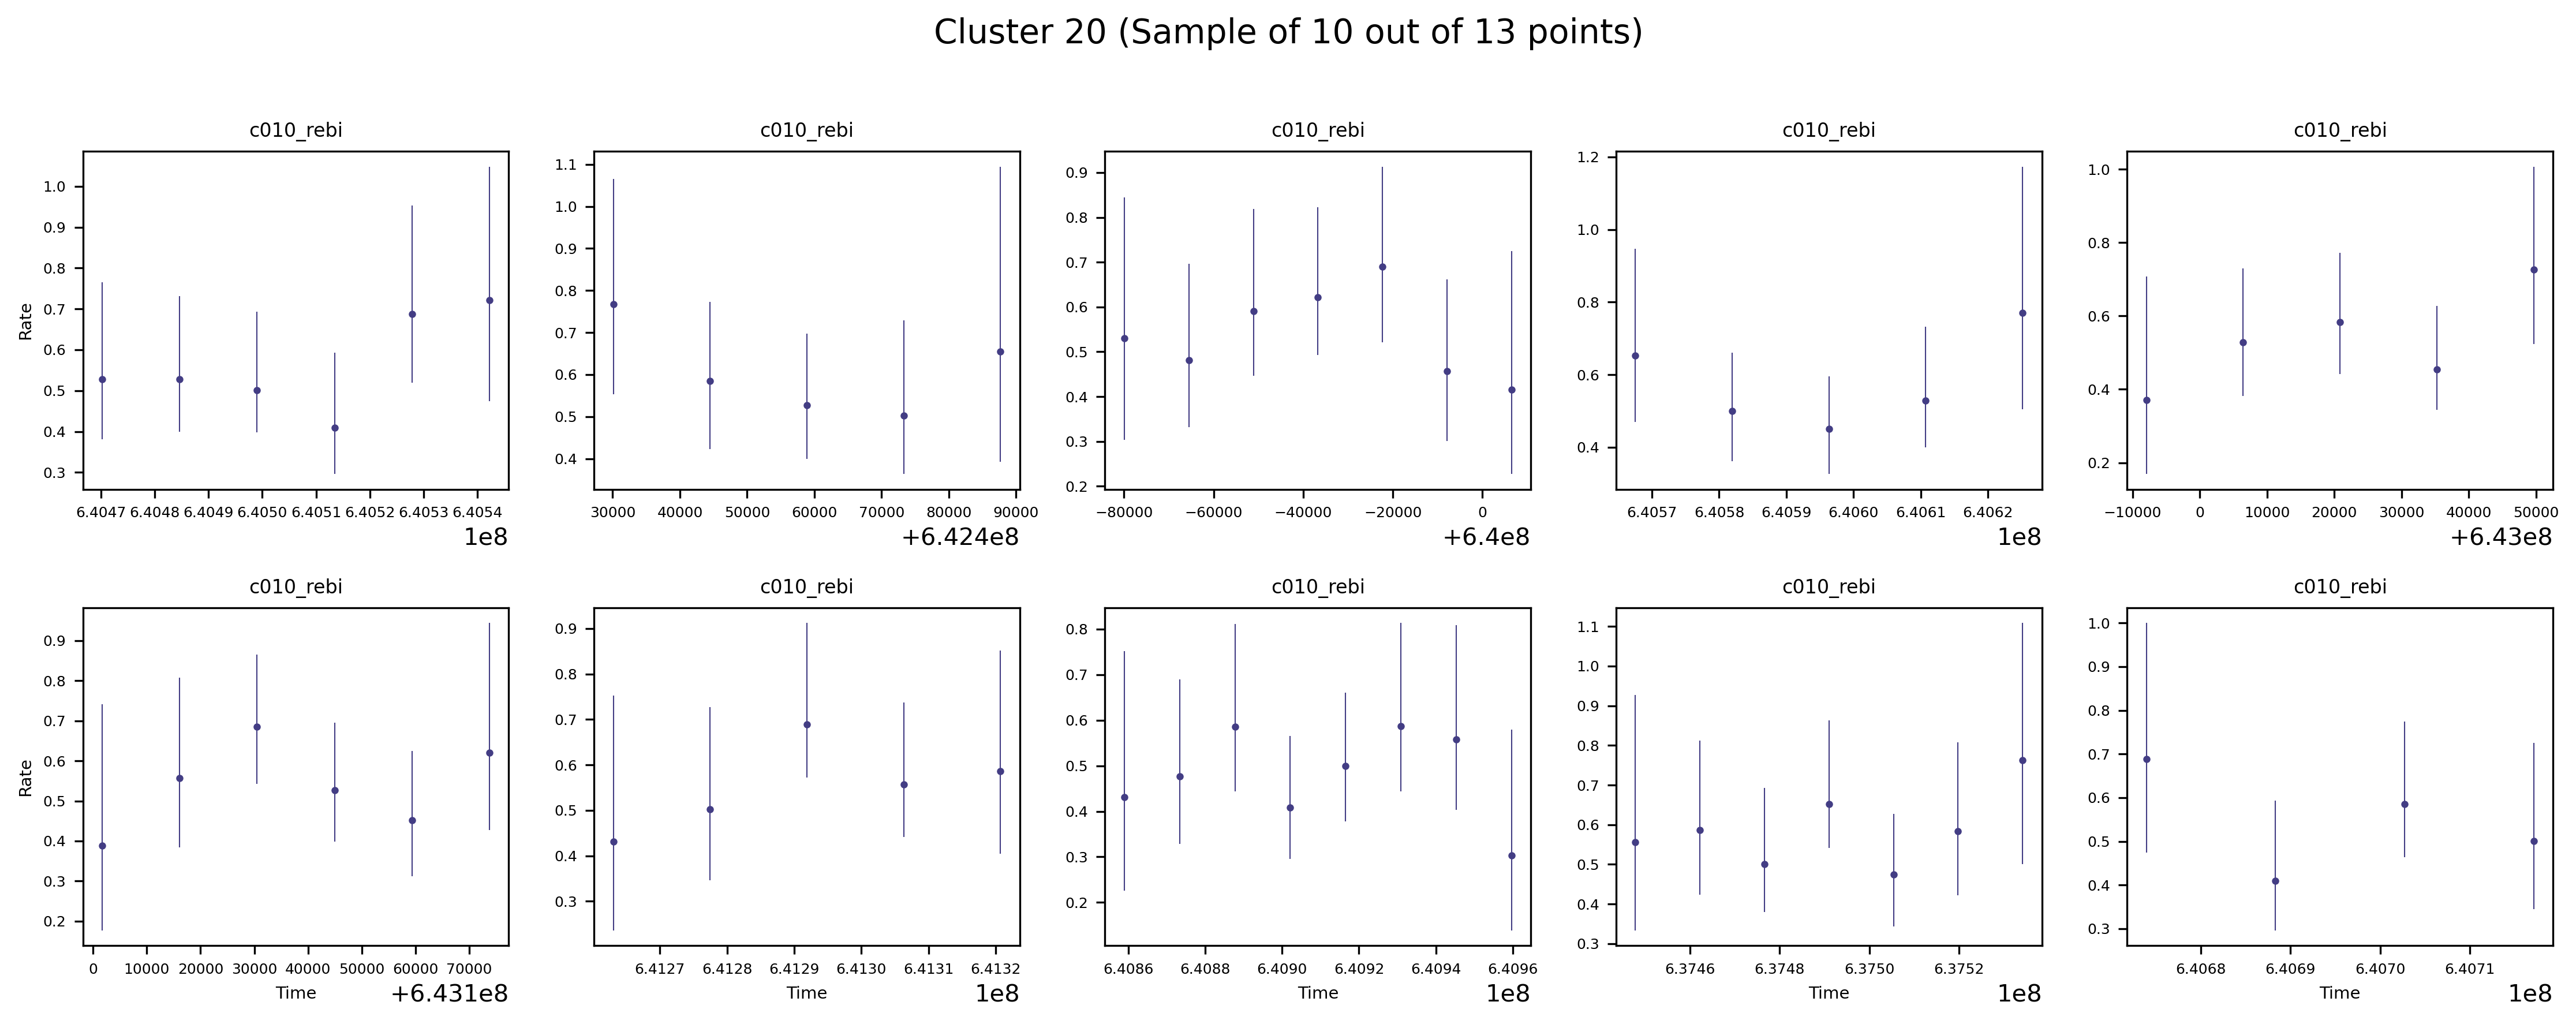 Cluster 20 (Sample of 10 out of 13 points)
c010_rebi c010_rebi c010_rebi c010_rebi c010_rebi
Rate
1.0 0.9 0.8 0.7 0.6 0.5 0.4 0.3
1.1 1.0 0.9 0.8 0.7 0.6 0.5 0.4
0.9 0.8 0.7 0.6 0.5 0.4 0.3 0.2
1.2 1.0 0.8 0.6 0.4
1.0 0.8 0.6 0.4 0.2
6.4047 6.4048 6.4049 6.4050 6.4051 6.4052 6.4053 6.4054
1e8
30000 40000 50000 60000 70000 80000 90000
+6.424e8
−80000 −60000 −40000 −20000 0
+6.4e8
6.4057 6.4058 6.4059 6.4060 6.4061 6.4062
1e8
−10000 0 10000 20000 30000 40000 50000
+6.43e8
c010_rebi c010_rebi c010_rebi c010_rebi c010_rebi
Rate
0.9 0.8 0.7 0.6 0.5 0.4 0.3 0.2
0.9 0.8 0.7 0.6 0.5 0.4 0.3
0.8 0.7 0.6 0.5 0.4 0.3 0.2
1.1 1.0 0.9 0.8 0.7 0.6 0.5 0.4 0.3
1.0 0.9 0.8 0.7 0.6 0.5 0.4 0.3
0 10000 20000 30000 40000 50000 60000 70000
Time +6.431e8
6.4127 6.4128 6.4129 6.4130 6.4131 6.4132
Time 1e8
6.4086 6.4088 6.4090 6.4092 6.4094 6.4096
Time 1e8
6.3746 6.3748 6.3750 6.3752
Time 1e8
6.4068 6.4069 6.4070 6.4071
Time 1e8